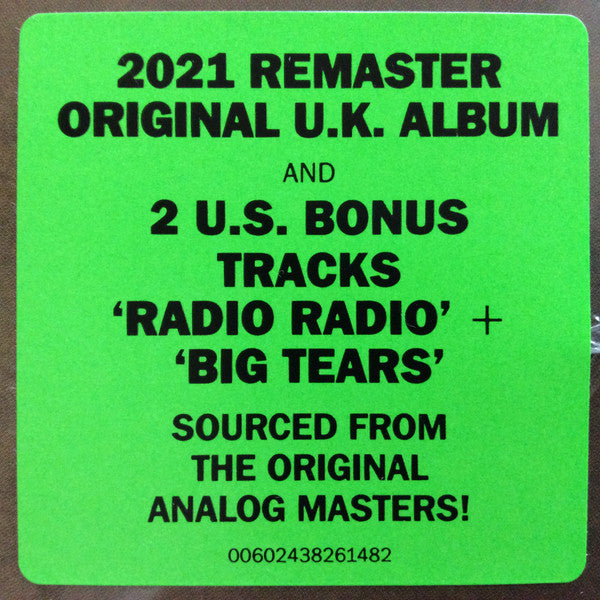 2021 REMASTER
ORIGINAL U.K. ALBUM
AND
2 U.S. BONUS
TRACKS
‘RADIO RADIO’ +
‘BIG TEARS’
SOURCED FROM
THE ORIGINAL
ANALOG MASTERS!
00602438261482